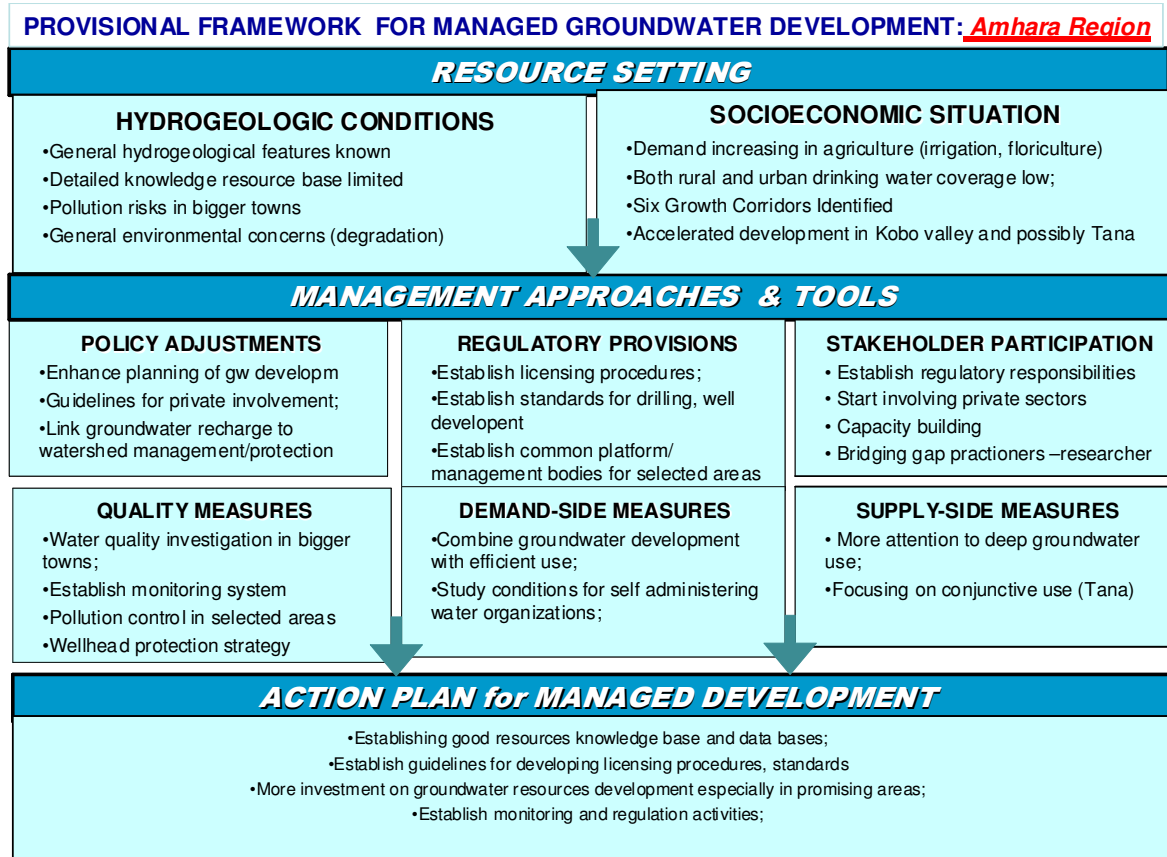 PROVISIONAL FRAMEWORK FOR MANAGED GROUNDWATER DEVELOPMENT: Amhara Region
RESOURCE SETTING
HYDROGEOLOGIC CONDITIONS
•General hydrogeological features known
•Detailed knowledge resource base limited
•Pollution risks in bigger towns
•General environmental concerns (degradation)
SOCIOECONOMIC SITUATION
•Demand increasing in agriculture (irrigation, floriculture)
•Both rural and urban drinking water coverage low;
•Six Growth Corridors Identified
•Accelerated development in Kobo valley and possibly Tana
MANAGEMENT APPROACHES & TOOLS
POLICY ADJUSTMENTS
•Enhance planning of gw developm
•Guidelines for private involvement;
•Link groundwater recharge to
watershed management/protection
REGULATORY PROVISIONS
•Establish licensing procedures;
•Establish standards for drilling, well
developent
•Establish common platform/
management bodies for selected areas
STAKEHOLDER PARTICIPATION
• Establish regulatory responsibilities
• Start involving private sectors
• Capacity building
• Bridging gap practioners –researcher
QUALITY MEASURES
•Water quality investigation in bigger
towns;
•Establish monitoring system
•Pollution control in selected areas
•Wellhead protection strategy
DEMAND-SIDE MEASURES
•Combine groundwater development
with efficient use;
•Study conditions for self administering
water organizations;
SUPPLY-SIDE MEASURES
• More attention to deep groundwater
use;
•Focusing on conjunctive use (Tana)
ACTION PLAN for MANAGED DEVELOPMENT
•Establishing good resources knowledge base and data bases;
•Establish guidelines for developing licensing procedures, standards
•More investment on groundwater resources development especially in promising areas;
•Establish monitoring and regulation activities;